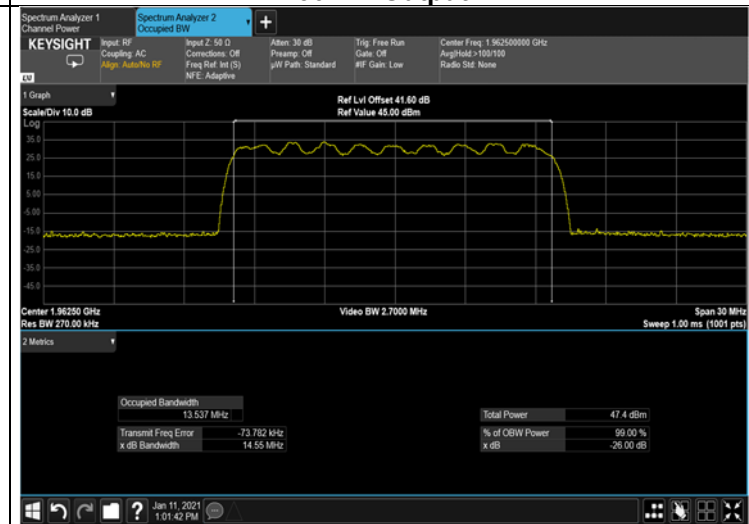 Spectrum Analyzer 1
Channel Power
Spectrum Analyzer 2
Occupied BW
+
KEYSIGHT
Input: RF
Coupling: AC
Align: Auto/No RF
Input Z: 50 Ω
Corrections: Off
Freq Ref: Int (S)
NFE: Adaptive
Atten: 30 dB
Preamp: Off
µW Path: Standard
Trig: Free Run
Gate: Off
#IF Gain: Low
Center Freq: 1.962500000 GHz
Avg|Hold:>100/100
Radio Std: None
1 Graph
Scale/Div 10.0 dB
Ref Lvl Offset 41.60 dB
Ref Value 45.00 dBm
Log
35.0
25.0
15.0
5.00
-5.00
-15.0
-25.0
-35.0
-45.0
Center 1.96250 GHz
Res BW 270.00 kHz
Video BW 2.7000 MHz
Span 30 MHz
Sweep 1.00 ms (1001 pts)
2 Metrics
Occupied Bandwidth
13.537 MHz
Transmit Freq Error -73.782 kHz
x dB Bandwidth 14.55 MHz
Total Power 47.4 dBm
% of OBW Power 99.00 %
x dB -26.00 dB
?
Jan 11, 2021
1:01:42 PM